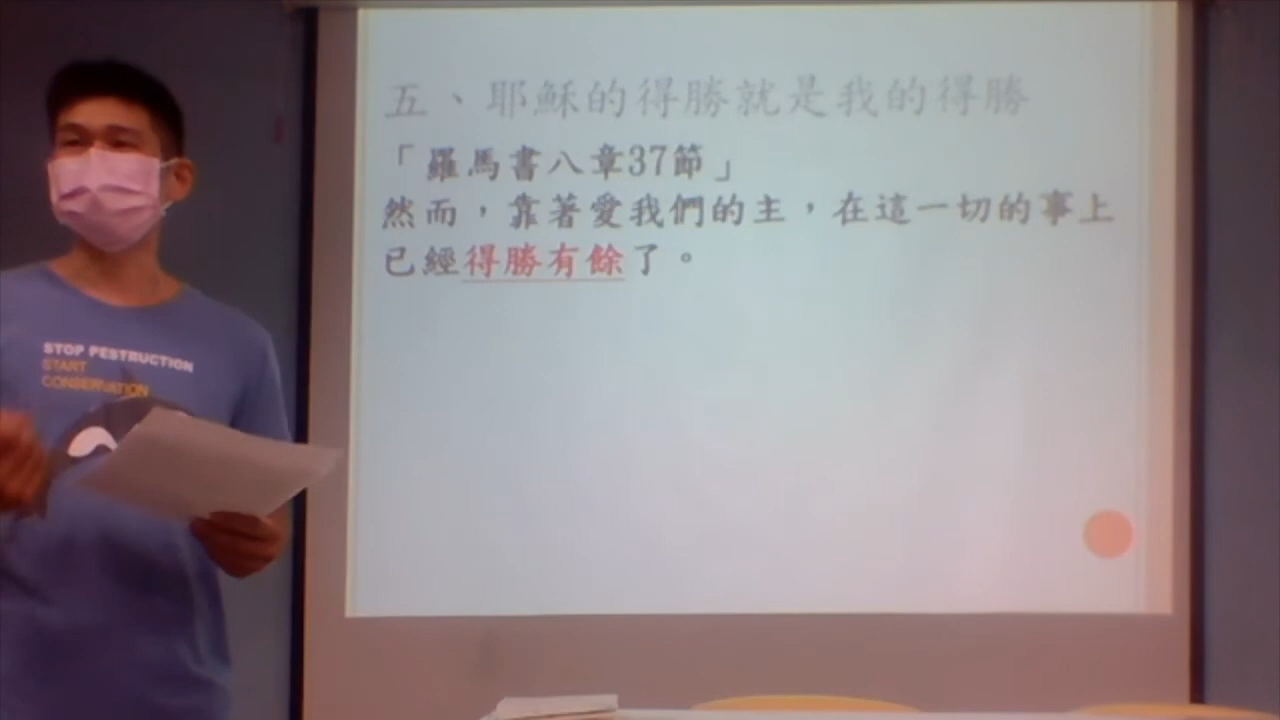 五、耶穌的得勝就是我的得勝
「羅馬書八章37節」
然而，靠著愛我們的主，在這一切的事上
已經得勝有餘了。
STOP PESTRUCTION
START
CONSERVATION